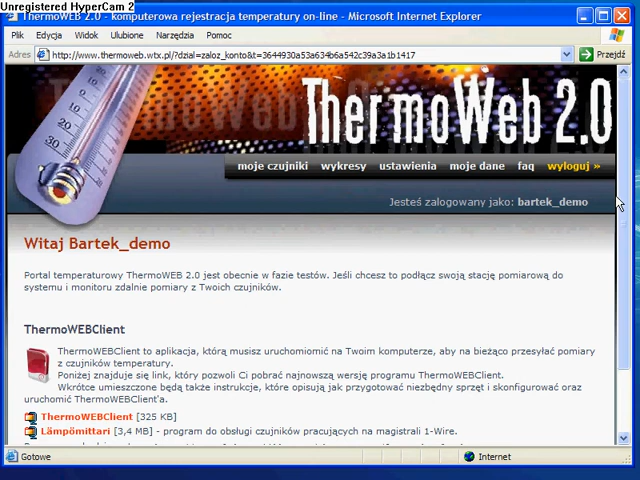 Unregistered HyperCam 2
ThermoWEB 2.0 - komputerowa rejestracja temperatury on-line - Microsoft Internet Explorer
Plik Edycja Widok Ulubione Narzędzia Pomoc
Adres http://www.thermoweb.wtx.pl/?dzial=zaloz_konto&t=3644930a53a634b6a542c39a3a1b1417 Przejdź
ThermoWeb 2.0
moje czujniki wykresy ustawienia moje dane faq wyloguj »
Jesteś zalogowany jako: bartek_demo
Witaj Bartek_demo
Portal temperaturowy ThermoWEB 2.0 jest obecnie w fazie testów. Jeśli chcesz to podłącz swoją stację pomiarową do
systemu i monitoru zdalnie pomiary z Twoich czujników.
ThermoWEBClient
ThermoWEBClient to aplikacja, którą musisz uruchomiomić na Twoim komputerze, aby na bieżąco przesyłać pomiary
z czujników temperatury.
Poniżej znajduje się link, który pozwoli Ci pobrać najnowszą wersję programu ThermoWEBClient.
Wkrótce umieszczone będą także instrukcje, które opisują jak przygotować niezbędny sprzęt i skonfigurować oraz
uruchomić ThermoWEBClient'a.
ThermoWEBClient [325 KB]
Lämpömittari [3,4 MB] - program do obsługi czujników pracujących na magistrali 1-Wire.
Gotowe Internet